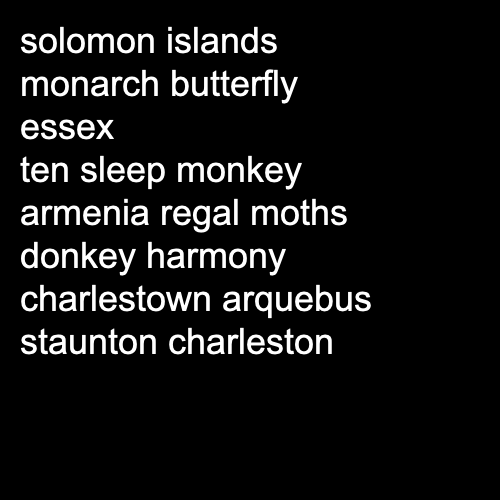 solomon islands
monarch butterfly
essex
ten sleep monkey
armenia regal moths
donkey harmony
charlestown arquebus
staunton charleston